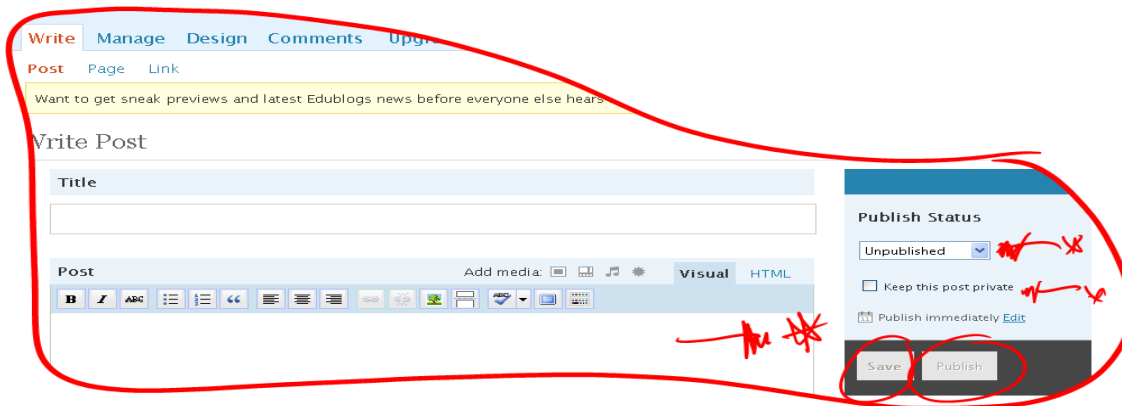 Write Manage Design Comments
Post Page Link
Want to get sneak previews and latest Edublogs news before everyone else hears
Write Post
Title
Publish Status
Unpublished
Post Add media: Visual HTML
Keep this post private
B I ABC ABC
Publish immediately Edit
Save Publish